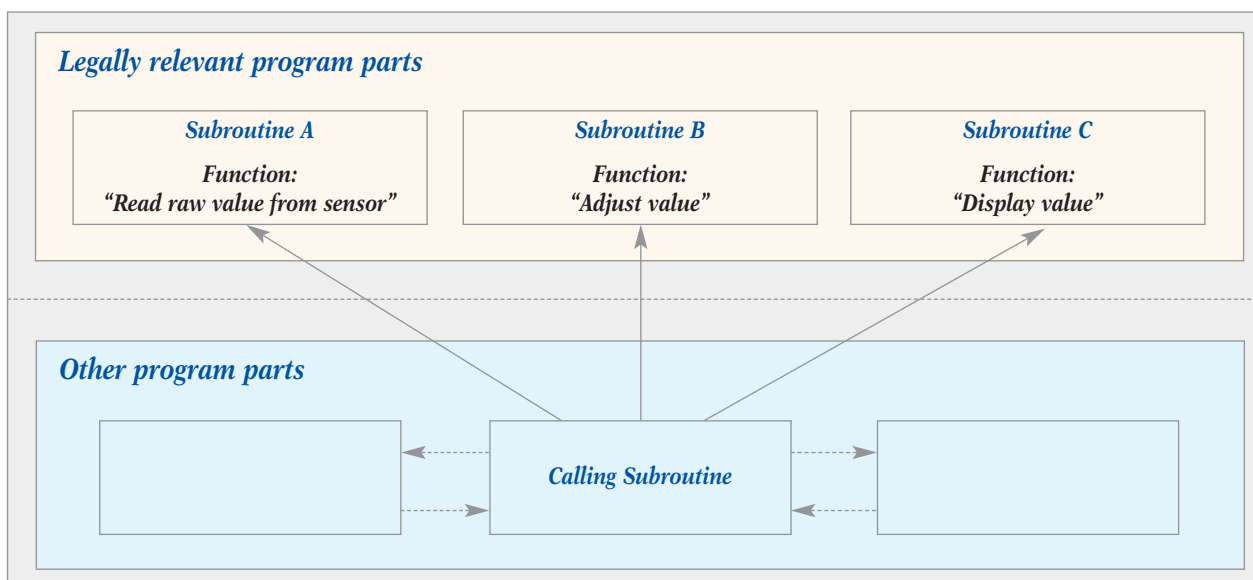 Legally relevant program parts
Subroutine A
Function:
“Read raw value from sensor”
Subroutine B
Function:
“Adjust value”
Subroutine C
Function:
“Display value”
Other program parts
Calling Subroutine